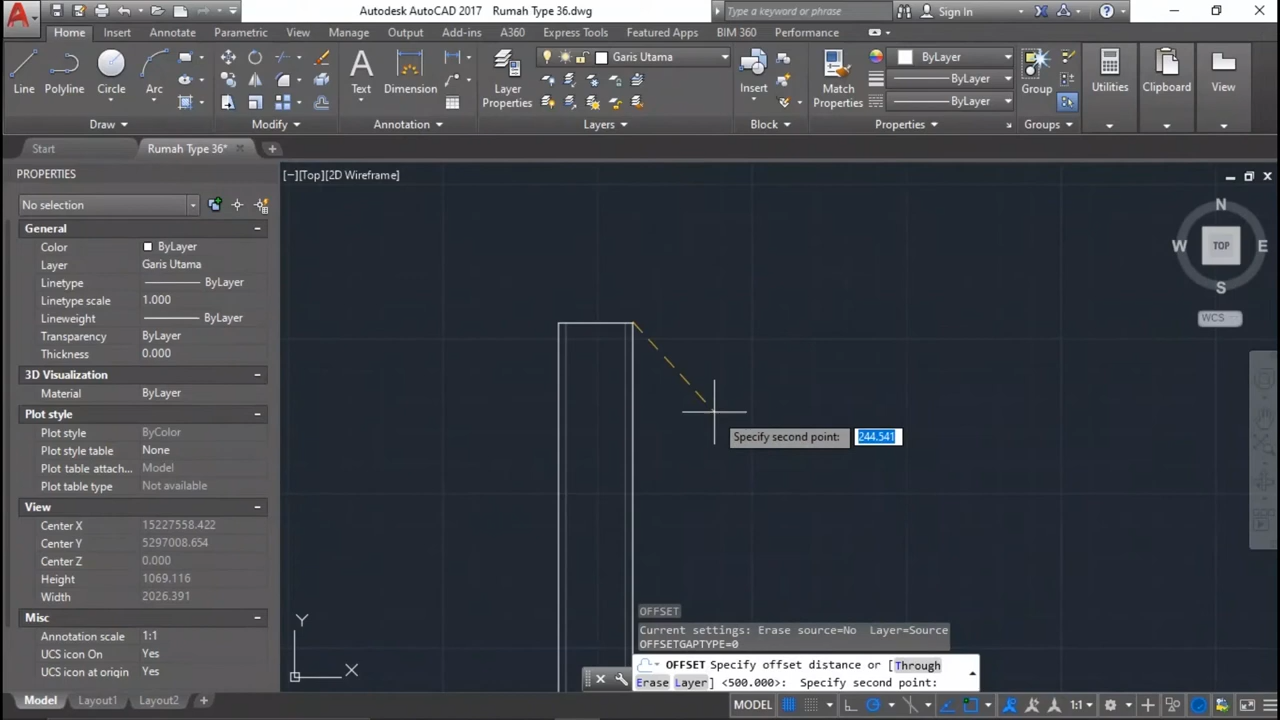 Autodesk AutoCAD 2017 Rumah Type 36.dwg
Type a keyword or phrase
Sign In
Home Insert Annotate Parametric View Manage Output Add-ins A360 Express Tools Featured Apps BIM 360 Performance
Line Polyline Circle Arc
Text Dimension
Layer Properties
Garis Utama
Insert
Match Properties
ByLayer
ByLayer
ByLayer
Group
Utilities
Clipboard
View
Draw Modify Annotation Layers Block Properties Groups
Start Rumah Type 36*
PROPERTIES
[−][Top][2D Wireframe]
No selection
General
Color ByLayer
Layer Garis Utama
Linetype ByLayer
Linetype scale 1.000
Lineweight ByLayer
Transparency ByLayer
Thickness 0.000
3D Visualization
Material ByLayer
Plot style
Plot style ByColor
Plot style table None
Plot table attach... Model
Plot table type Not available
View
Center X 15227558.422
Center Y 5297008.654
Center Z 0.000
Height 1069.116
Width 2026.391
Misc
Annotation scale 1:1
UCS icon On Yes
UCS icon at origin Yes
N
W TOP E
S
WCS
Specify second point: 244.541
Y
X
OFFSET
Current settings: Erase source=No Layer=Source
OFFSETGAPTYPE=0
OFFSET Specify offset distance or [Through
Erase Layer] <500.000>: Specify second point:
Model Layout1 Layout2 +
MODEL
1:1